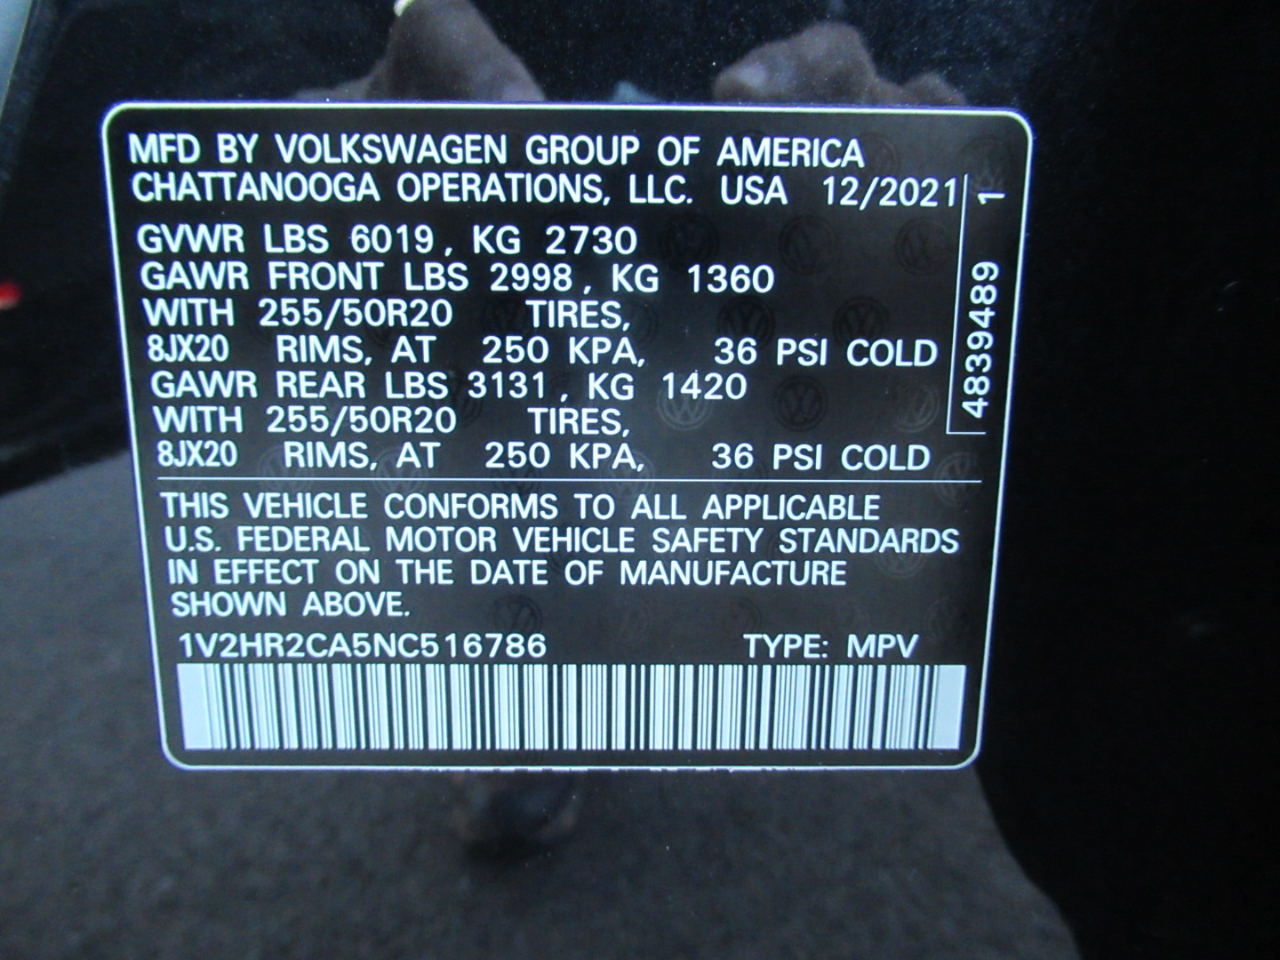 MFD BY VOLKSWAGEN GROUP OF AMERICA
CHATTANOOGA OPERATIONS, LLC. USA 12/2021
GVWR LBS 6019, KG 2730
GAWR FRONT LBS 2998, KG 1360
WITH 255/50R20 TIRES,
8JX20 RIMS, AT 250 KPA, 36 PSI COLD
GAWR REAR LBS 3131, KG 1420
WITH 255/50R20 TIRES,
8JX20 RIMS, AT 250 KPA, 36 PSI COLD
48394489 1
THIS VEHICLE CONFORMS TO ALL APPLICABLE
U.S. FEDERAL MOTOR VEHICLE SAFETY STANDARDS
IN EFFECT ON THE DATE OF MANUFACTURE
SHOWN ABOVE.
1V2HR2CA5NC516786 TYPE: MPV